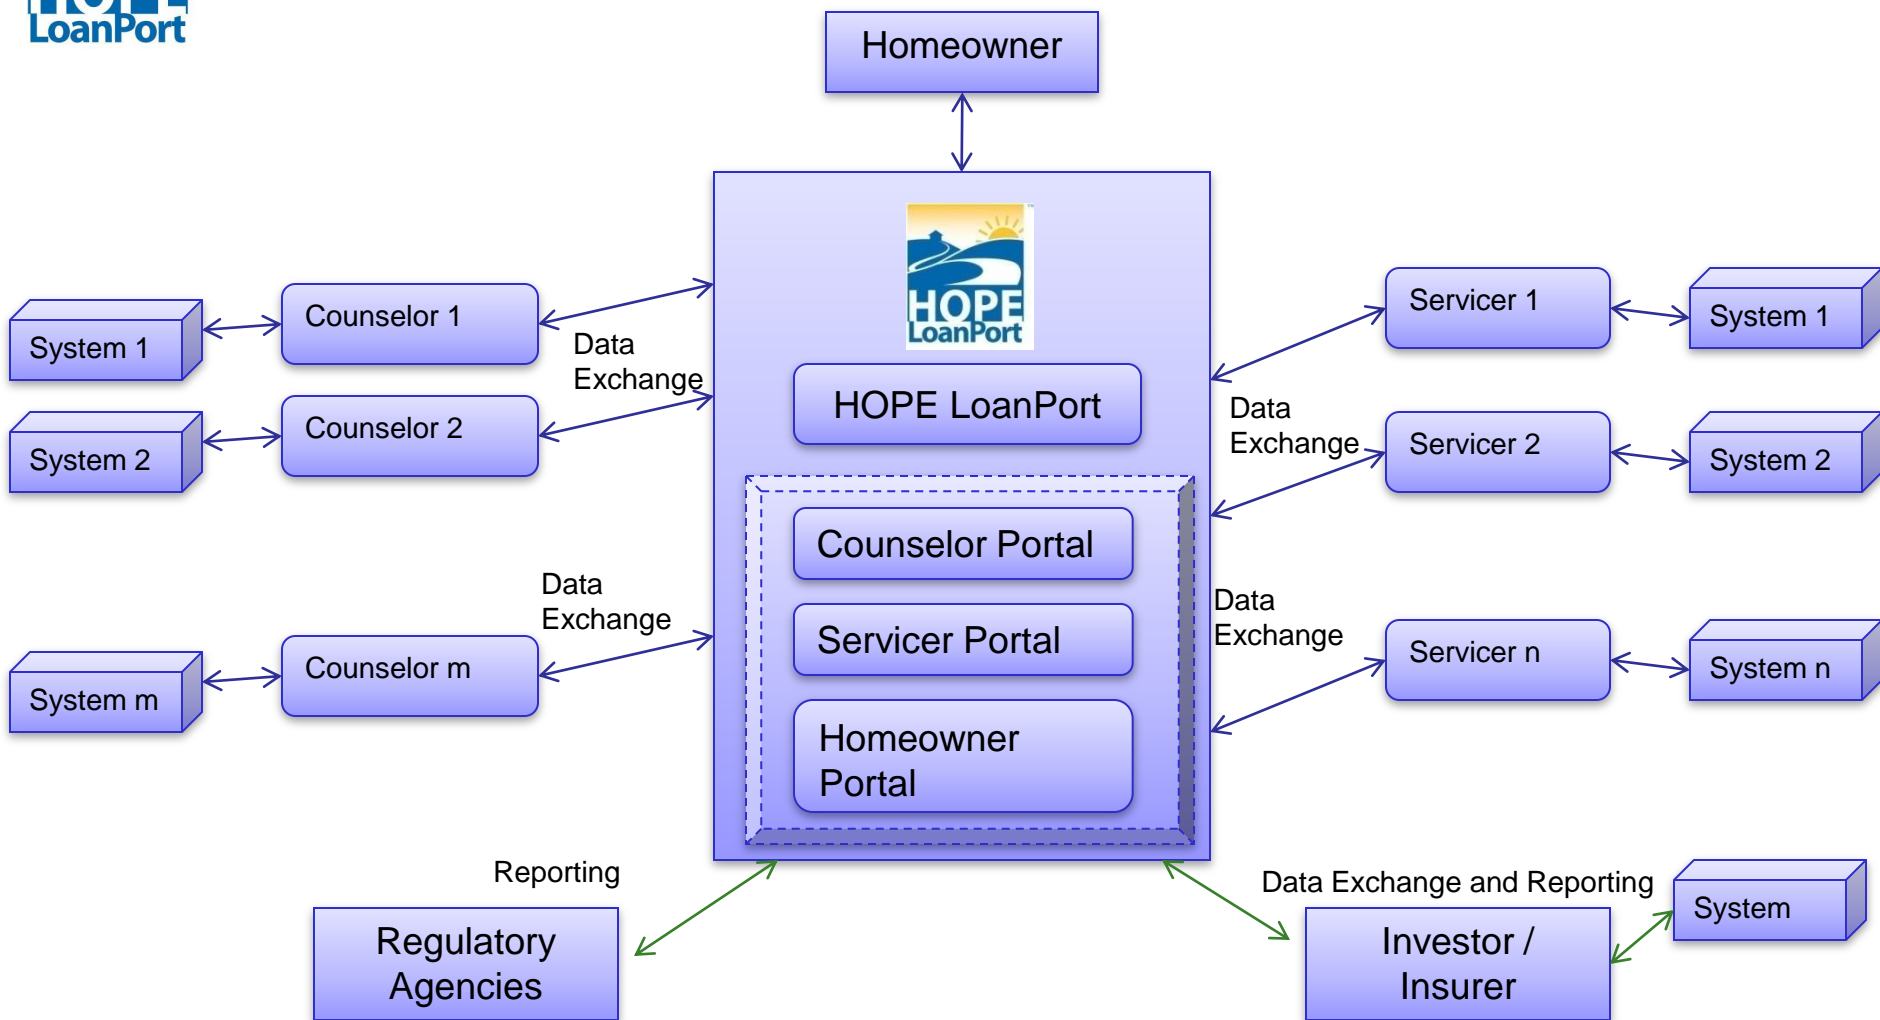 HOPE
LoanPort
Homeowner
HOPE
LoanPort
HOPE LoanPort
Counselor Portal
Servicer Portal
Homeowner
Portal
System 1
Counselor 1
Data
Exchange
System 2
Counselor 2
Data
Exchange
System m
Counselor m
Servicer 1
System 1
Data
Exchange
Servicer 2
System 2
Data
Exchange
Servicer n
System n
Reporting
Regulatory
Agencies
Data Exchange and Reporting
Investor /
Insurer
System